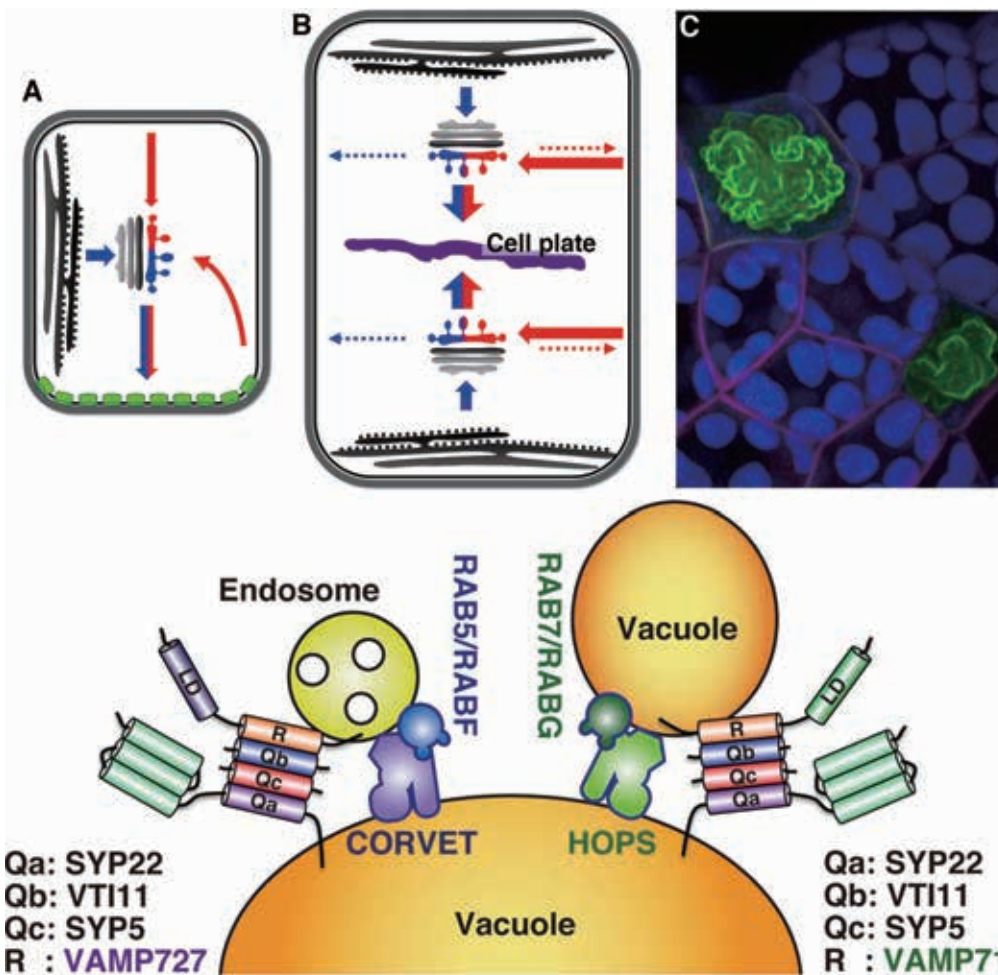 A
B
C
Cell plate
Endosome
RAB5/RABF
RAB7/RABG
Vacuole
LD
LD
R
Qb
Qc
Qa
R
Qb
Qc
Qa
CORVET
HOPS
Vacuole
Qa: SYP22
Qb: VTI11
Qc: SYP5
R : VAMP727
Qa: SYP22
Qb: VTI11
Qc: SYP5
R : VAMP71